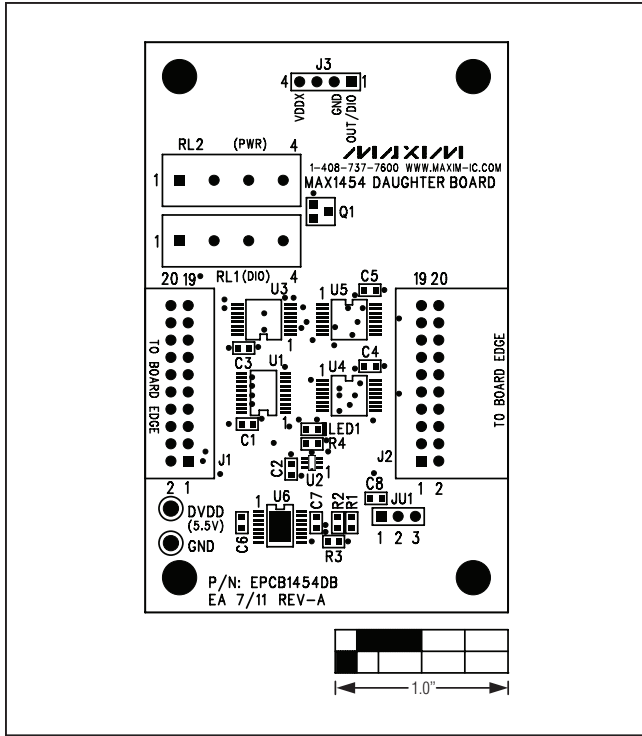 J3
4 1
VDDX
GND
OUT/DIO
MAXIM
1-408-737-7600 WWW.MAXIM-IC.COM
MAX1454 DAUGHTER BOARD
RL2 (PWR) 4
1
Q1
1
RL1(DIO) 4
20 19
U3
1
C3
U1
1
C1
TO BOARD EDGE
J1
2 1
C5
1 U5
C4
1 U4
LED1
R4
C2
U2 1
19 20
TO BOARD EDGE
J2
1 2
C8
JU1
1 2 3
DVDD
(5.5V)
GND
1 U6
C6
C7
R2
R1
R3
P/N: EPCB1454DB
EA 7/11 REV-A
1.0"